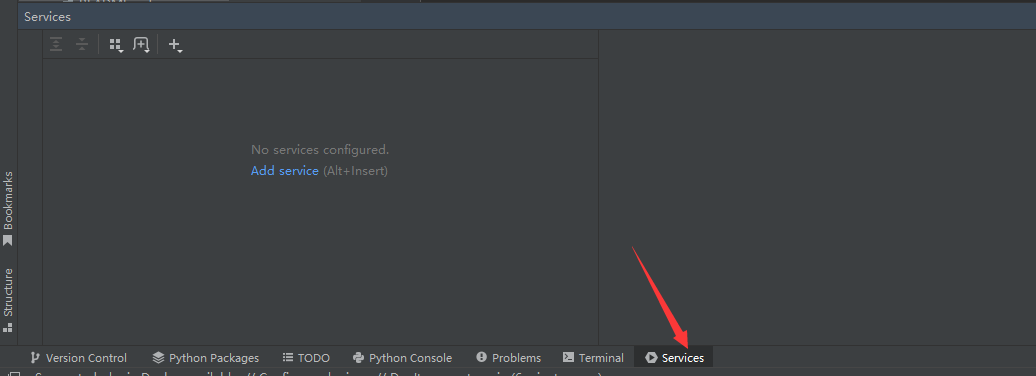 Services
No services configured.
Add service (Alt+Insert)
Bookmarks
Structure
Version Control
Python Packages
TODO
Python Console
Problems
Terminal
Services